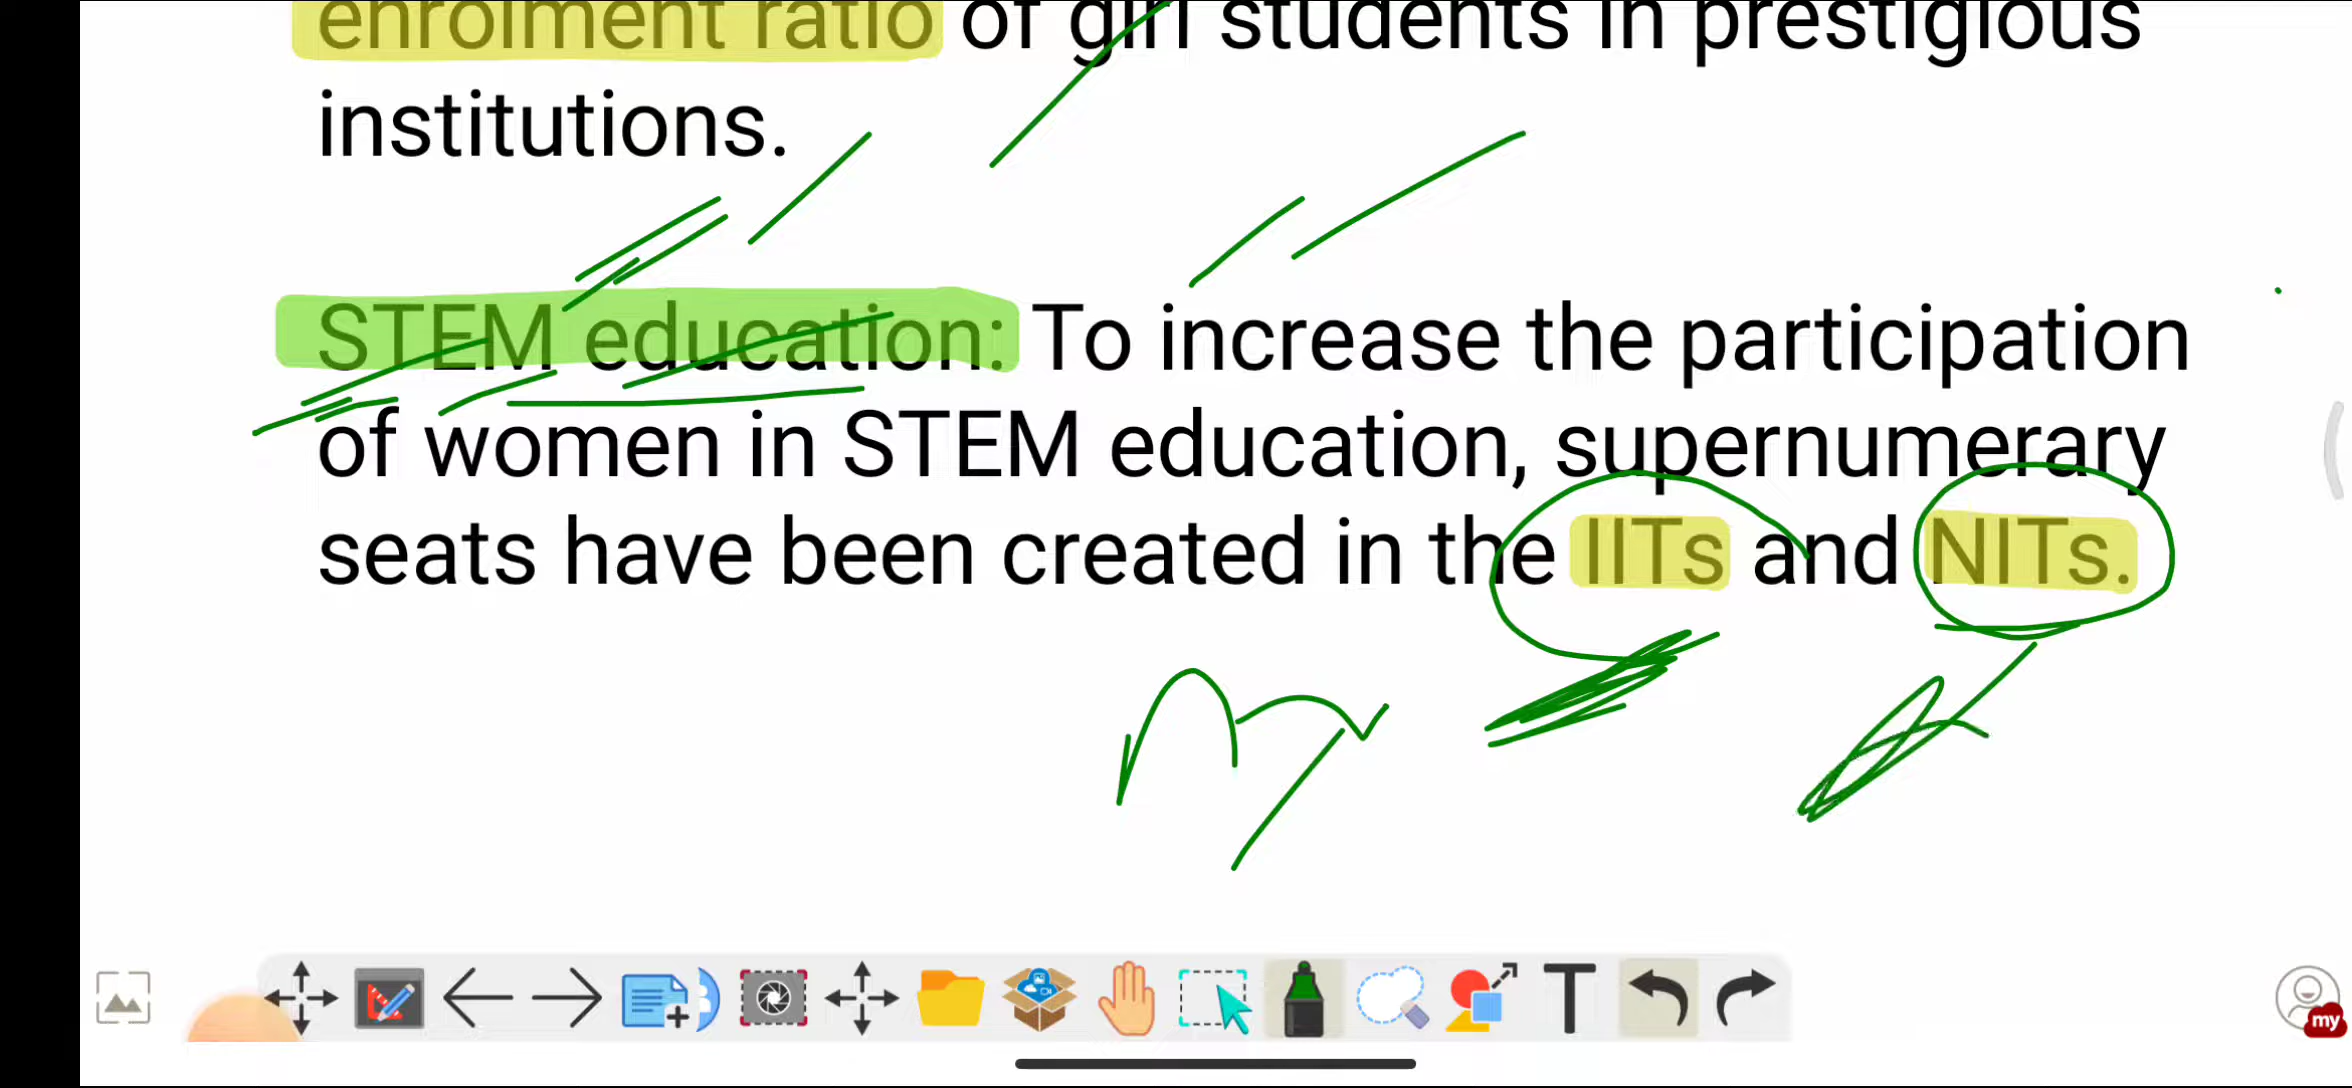 enrolment ratio of girl students in prestigious
institutions.
STEM education: To increase the participation
of women in STEM education, supernumerary
seats have been created in the IITs and NITs.
T
my